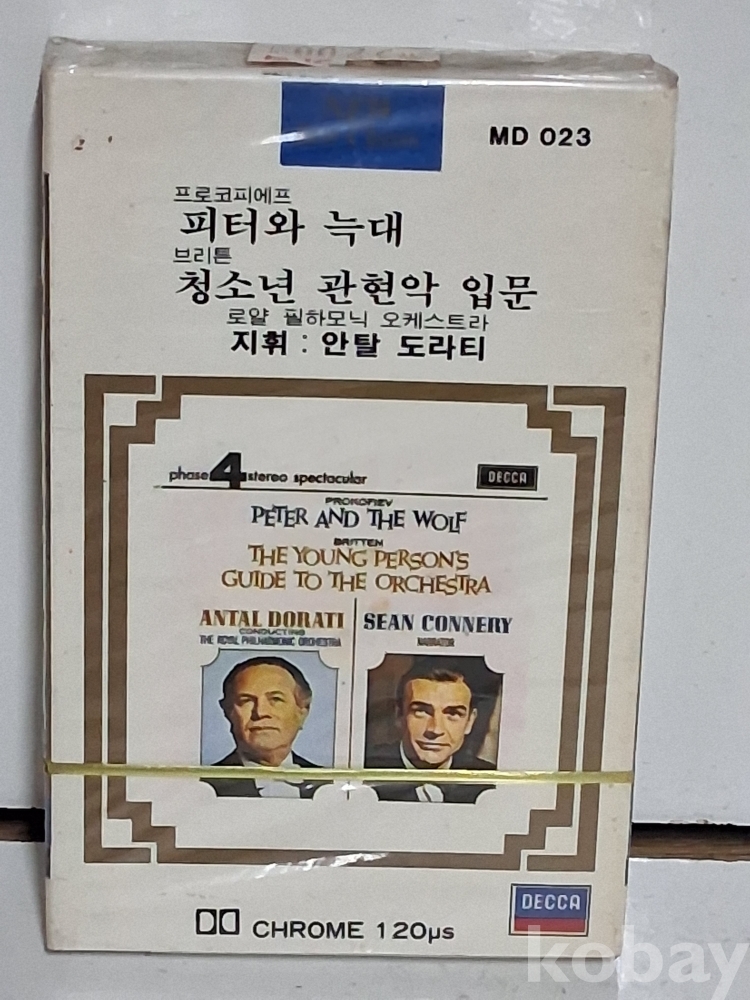 MD 023
프로코피에프
피터와 늑대
브리튼
청소년 관현악 입문
로얄 필하모닉 오케스트라
지휘 : 안탈 도라티
phase 4 stereo spectacular
DECCA
PROKOFIEV
PETER AND THE WOLF
BRITTEN
THE YOUNG PERSON'S
GUIDE TO THE ORCHESTRA
ANTAL DORATI
CONDUCTING
THE ROYAL PHILHARMONIC ORCHESTRA
SEAN CONNERY
NARRATOR
DECCA
CHROME 120μs
kobay